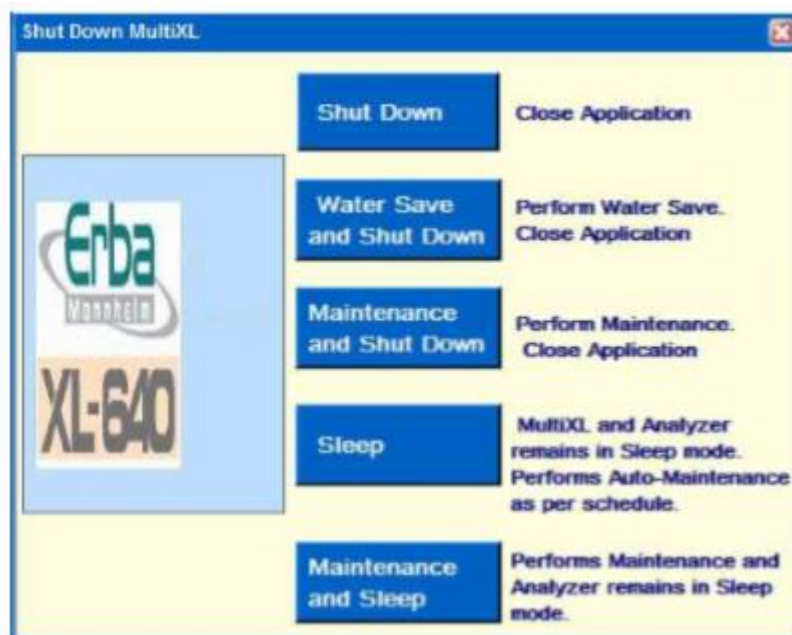 Shut Down MultiXL
Shut Down
Close Application
Water Save
and Shut Down
Perform Water Save.
Close Application
Erba
Mannheim
XL-640
Maintenance
and Shut Down
Perform Maintenance.
Close Application
Sleep
MultiXL and Analyzer
remains in Sleep mode.
Performs Auto-Maintenance
as per schedule.
Maintenance
and Sleep
Performs Maintenance and
Analyzer remains in Sleep
mode.